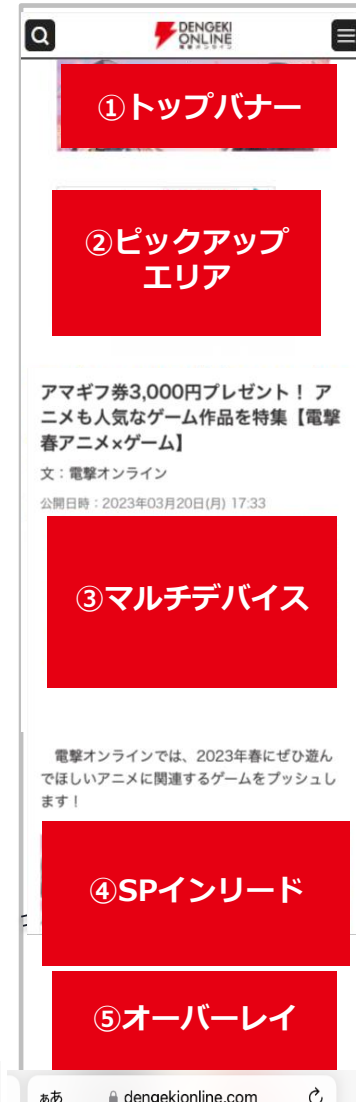 DENGEKI
ONLINE
電撃オンライン
①トップバナー
②ピックアップ
エリア
アマギフ券3,000円プレゼント！ ア
ニメも人気なゲーム作品を特集【電撃
春アニメ×ゲーム】
文：電撃オンライン
公開日時：2023年03月20日(月) 17:33
③マルチデバイス
電撃オンラインでは、2023年春にぜひ遊ん
でほしいアニメに関連するゲームをプッシュし
ます！
④SPインリード
⑤オーバーレイ
ぁあ dengekionline.com